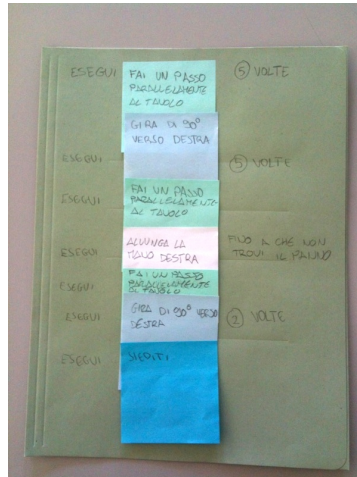 ESEGUI FAI UN PASSO 5 VOLTE
PARALLELAMENTE
AL TAVOLO
GIRA DI 90°
VERSO DESTRA
ESEGUI 5 VOLTE
FAI UN PASSO
ESEGUI PARALLELAMENTE
AL TAVOLO
ALLUNGA LA FINO A CHE NON
ESEGUI MANO DESTRA TROVI IL PANNO
FAI UN PASSO
ESEGUI PARALLELAMENTE
AL TAVOLO
ESEGUI GIRA DI 90° VERSO 2 VOLTE
DESTRA
ESEGUI SIEDITI